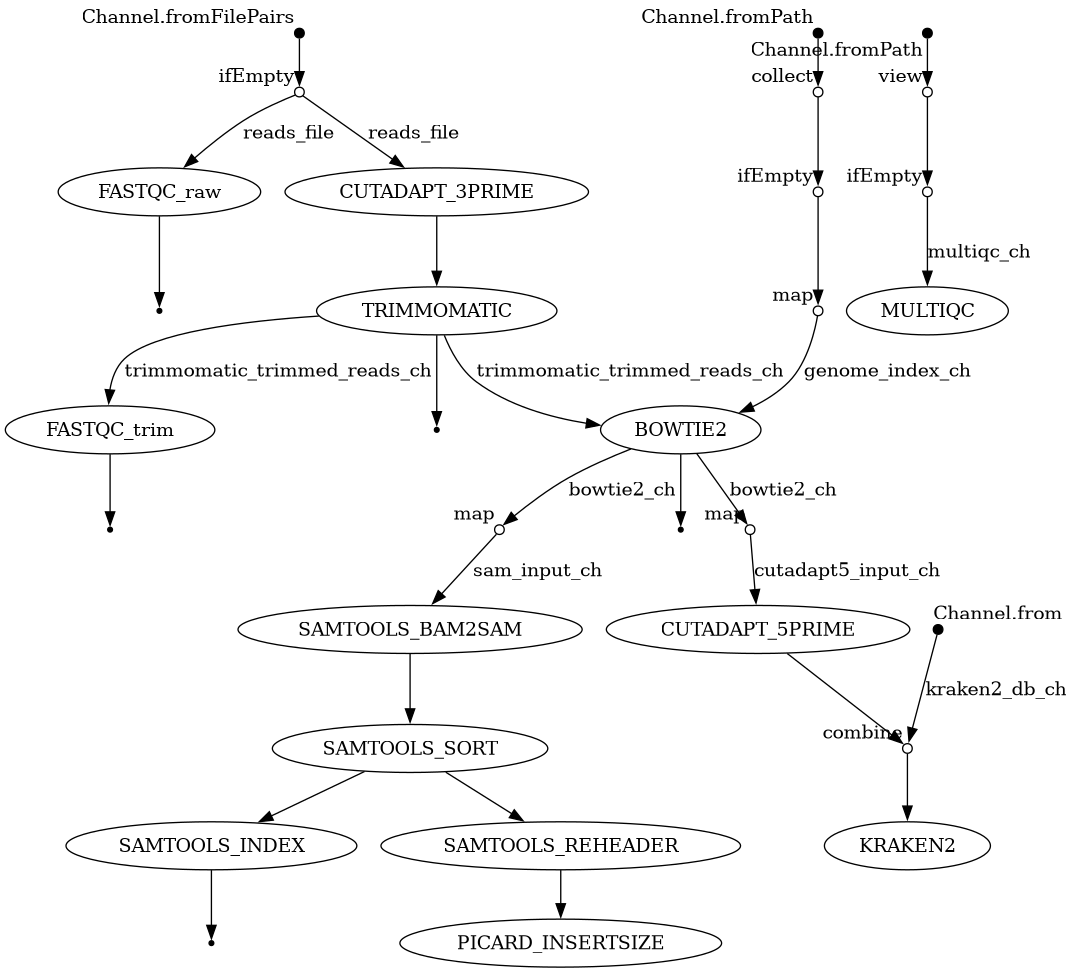 Channel.fromFilePairs
Channel.fromPath
Channel.fromPath
ifEmpty
collect
view
reads_file
reads_file
FASTQC_raw
CUTADAPT_3PRIME
ifEmpty
ifEmpty
multiqc_ch
TRIMMOMATIC
map
MULTIQC
trimmomatic_trimmed_reads_ch
trimmomatic_trimmed_reads_ch
genome_index_ch
FASTQC_trim
BOWTIE2
bowtie2_ch
bowtie2_ch
map
map
sam_input_ch
cutadapt5_input_ch
SAMTOOLS_BAM2SAM
CUTADAPT_5PRIME
Channel.from
kraken2_db_ch
combine
SAMTOOLS_SORT
SAMTOOLS_INDEX
SAMTOOLS_REHEADER
KRAKEN2
PICARD_INSERTSIZE